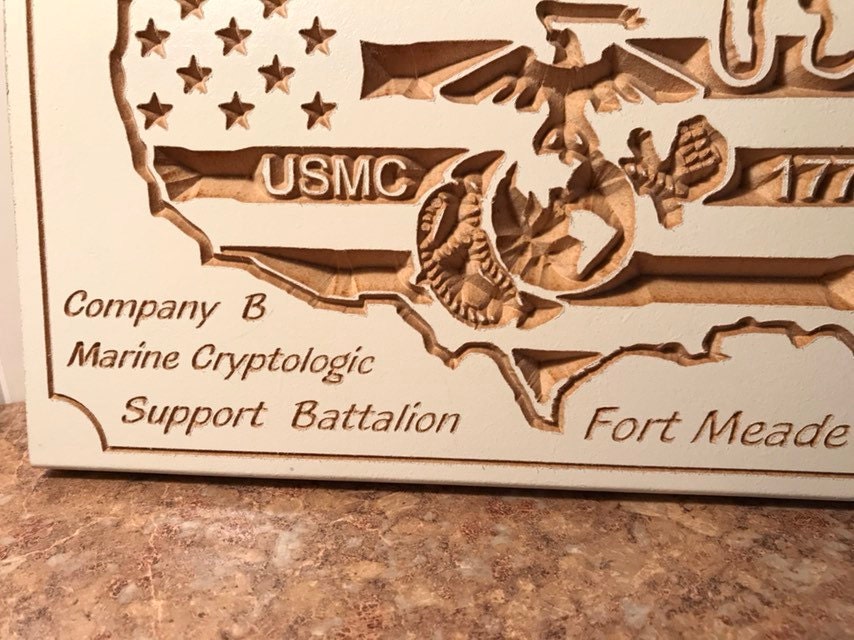 USMC
Company B
Marine Cryptologic
Support Battalion
Fort Meade